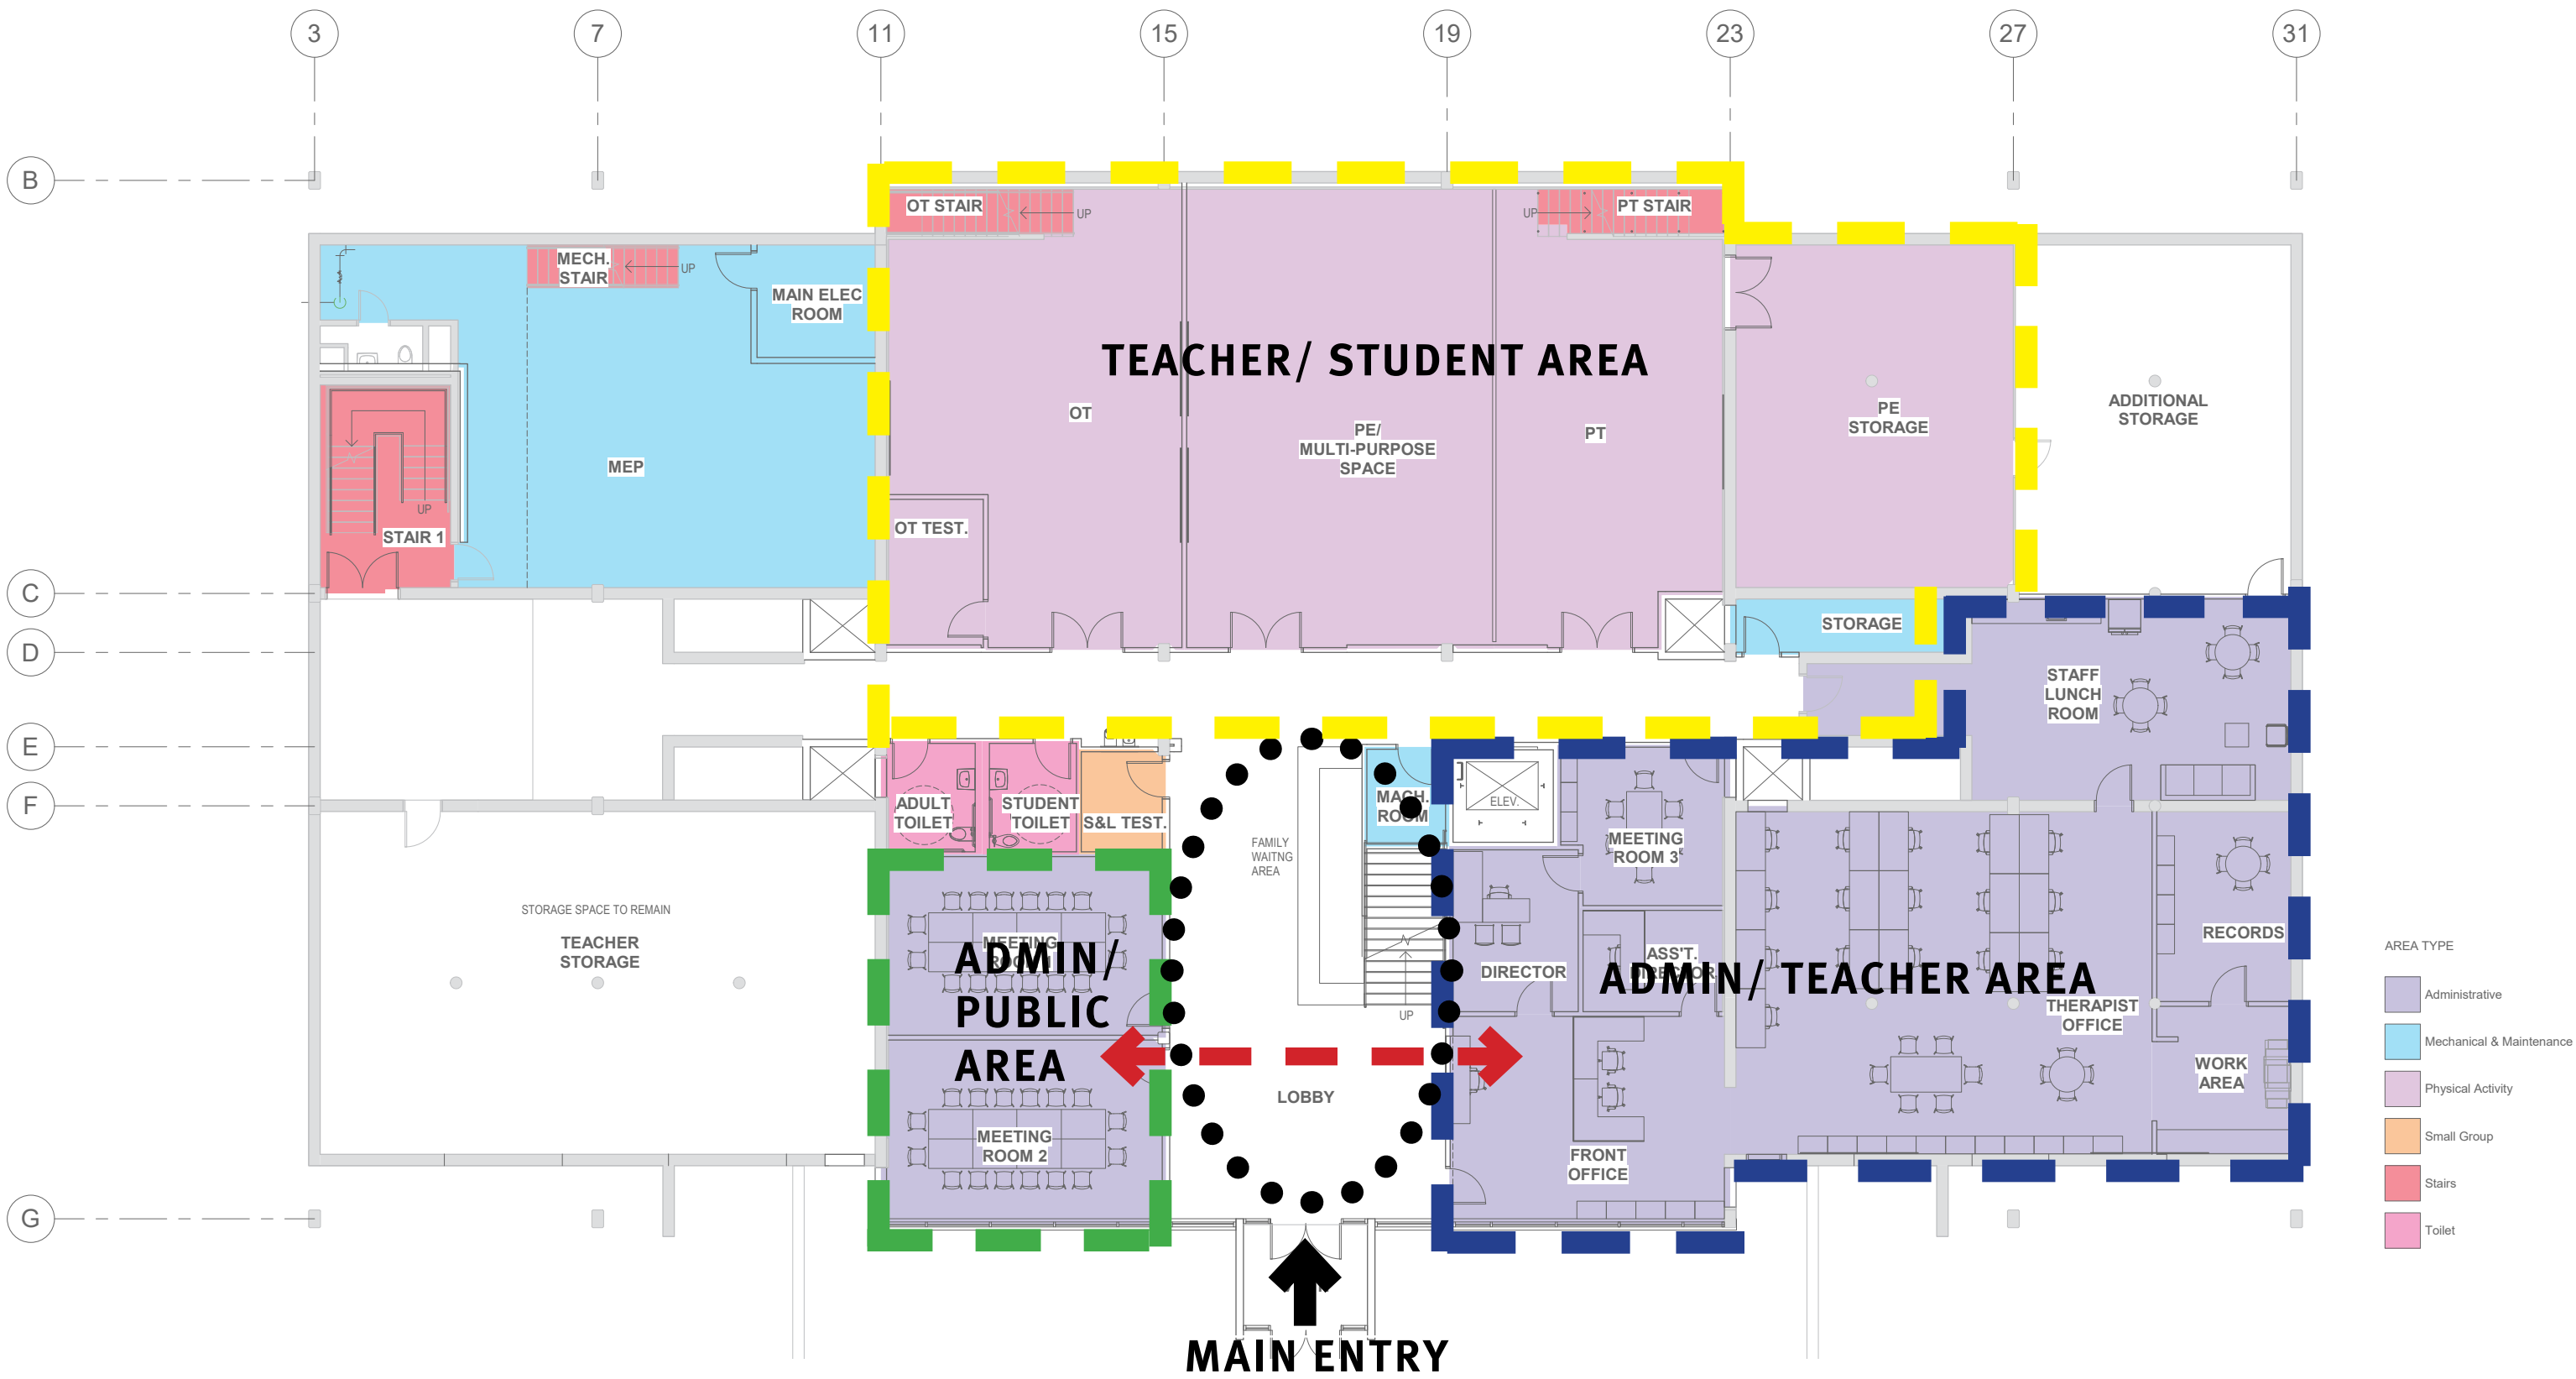 3 7 11 15 19 23 27 31
B
C
D
E
F
G
OT STAIR
UP
UP
PT STAIR
MECH.
STAIR
UP
MAIN ELEC
ROOM
TEACHER/ STUDENT AREA
OT
PE/
MULTI-PURPOSE
SPACE
PT
PE
STORAGE
ADDITIONAL
STORAGE
MEP
UP
STAIR 1
OT TEST.
STORAGE
STAFF
LUNCH
ROOM
ADULT
TOILET
STUDENT
TOILET
S&L TEST.
MACH.
ROOM
ELEV.
FAMILY
WAITNG
AREA
MEETING
ROOM 3
STORAGE SPACE TO REMAIN
TEACHER
STORAGE
MEETING
ADMIN/
PUBLIC
AREA
DIRECTOR
ASS'T.
DIRECTOR
ADMIN/ TEACHER AREA
RECORDS
THERAPIST
OFFICE
UP
WORK
AREA
LOBBY
MEETING
ROOM 2
FRONT
OFFICE
MAIN ENTRY
AREA TYPE
Administrative
Mechanical & Maintenance
Physical Activity
Small Group
Stairs
Toilet